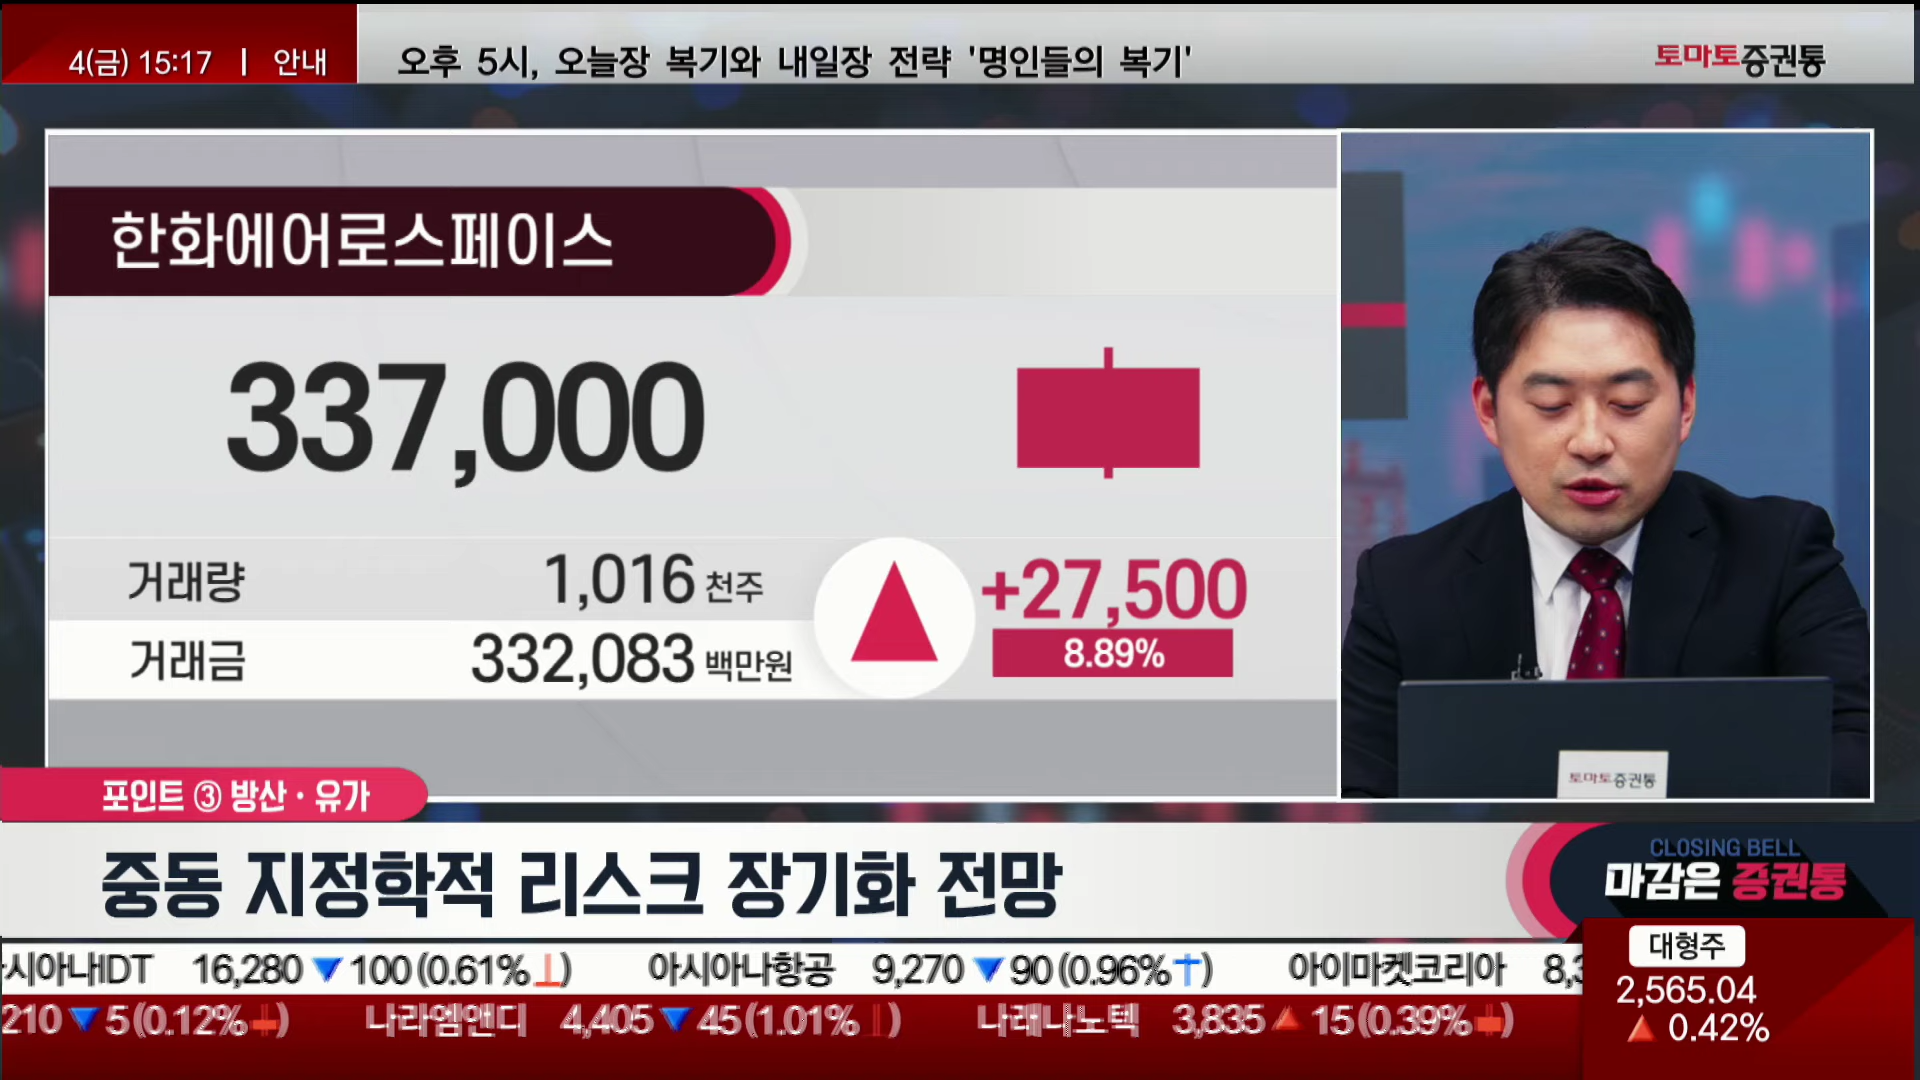 4(금) 15:17 | 안내
오후 5시, 오늘장 복기와 내일장 전략 '명인들의 복기'
토마토증권통
한화에어로스페이스
337,000
거래량 1,016 천주
+27,500
거래금 332,083 백만원
8.89%
토마토증권통
포인트 ③ 방산·유가
중동 지정학적 리스크 장기화 전망
CLOSING BELL
마감은 증권통
시아나IDT 16,280 ▼ 100 (0.61%) 아시아나항공 9,270 ▼ 90 (0.96%) 아이마켓코리아
210 ▼ 5 (0.12%) 나라엠앤디 4,405 ▼ 45 (1.01%) 나래나노텍 3,835 ▲ 15 (0.39%)
대형주
2,565.04
▲ 0.42%